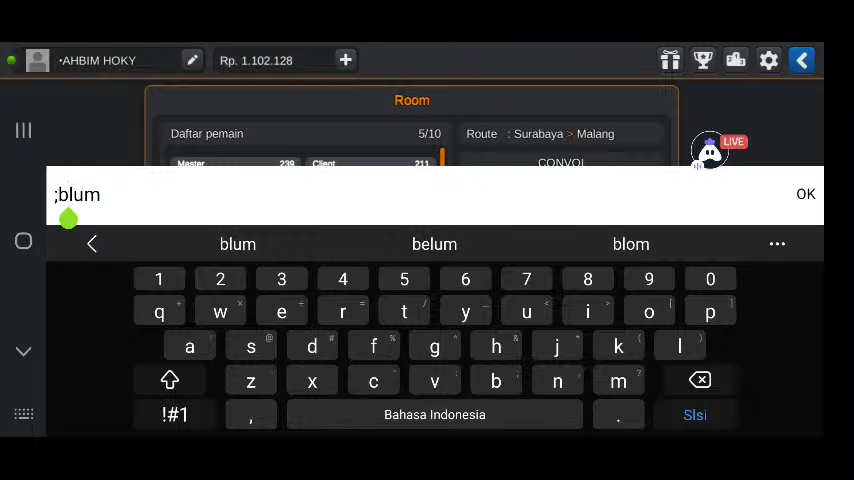 •AHBIM HOKY
Rp. 1.102.128
Room
Daftar pemain 5/10
Route : Surabaya > Malang
LIVE
Master 239 Client 211
CONVOI
;blum
OK
blum belum blom
1 2 3 4 5 6 7 8 9 0
q w e r t y u i o p
a s d f g h j k l
z x c v b n m
!#1 , Bahasa Indonesia . Slsi